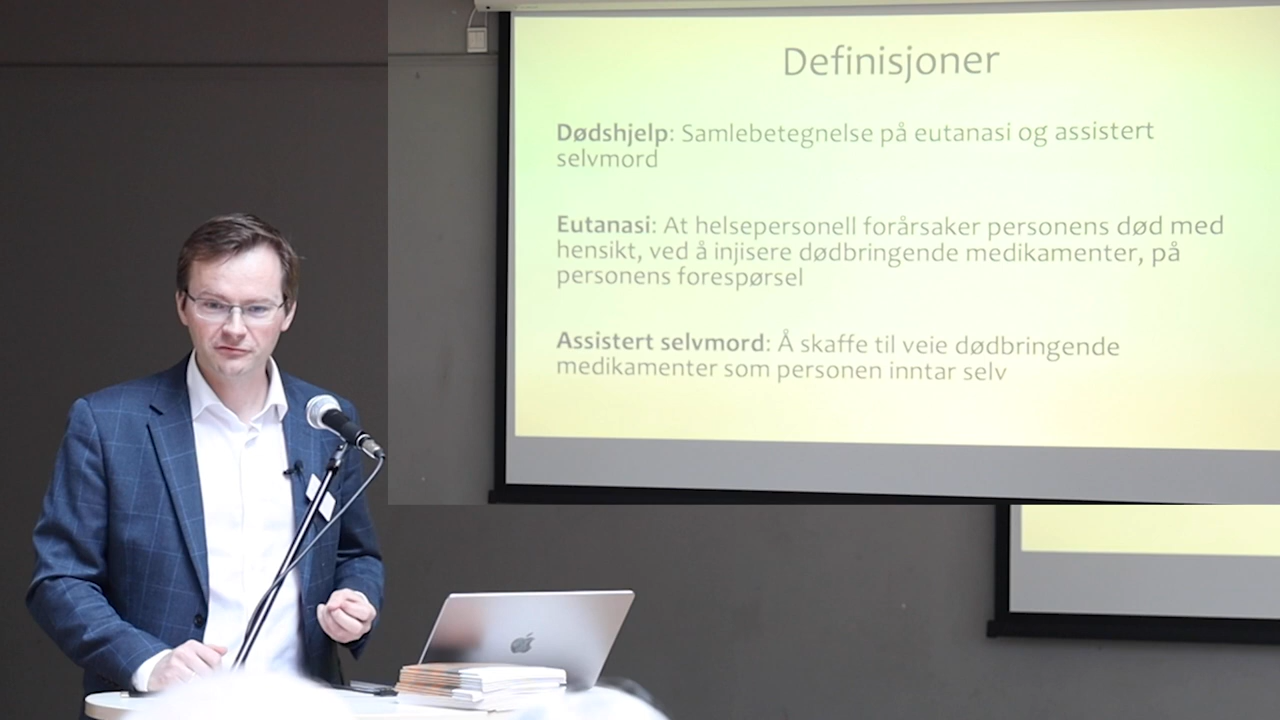 Definisjoner
Dødshjelp: Samlebetegnelse på eutanasi og assistert
selvmord
Eutanasi: At helsepersonell forårsaker personens død med
hensikt, ved å injisere dødbringende medikamenter, på
personens forespørsel
Assistert selvmord: Å skaffe til veie dødbringende
medikamenter som personen inntar selv